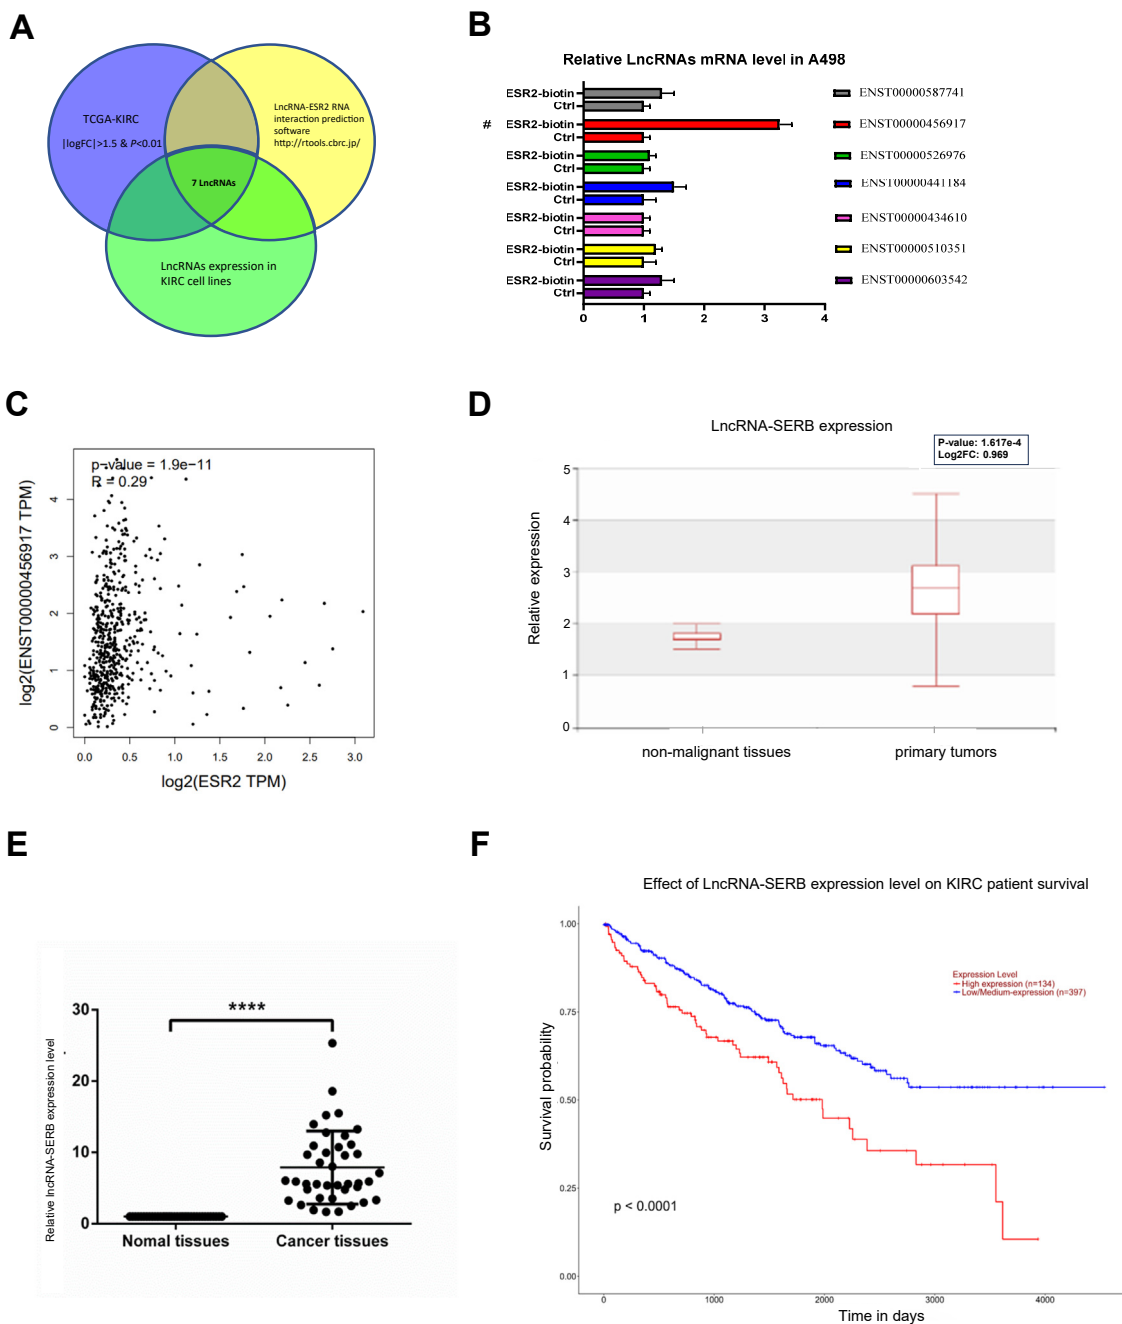 A
TCGA-KIRC
|logFC|>1.5 & P<0.01
LncRNA-ESR2 RNA
interaction prediction
software
http://rtools.cbrc.jp/
7 LncRNAs
LncRNAs expression in
KIRC cell lines
B
Relative LncRNAs mRNA level in A498
ESR2-biotin
Ctrl
# ESR2-biotin
Ctrl
ESR2-biotin
Ctrl
ESR2-biotin
Ctrl
ESR2-biotin
Ctrl
ESR2-biotin
Ctrl
ESR2-biotin
Ctrl
0 1 2 3 4
ENST00000587741
ENST00000456917
ENST00000526976
ENST00000441184
ENST00000434610
ENST00000510351
ENST00000603542
C
p-value = 1.9e-11
R = 0.29
log2(ENST00000456917 TPM)
4
3
2
1
0
0.0 0.5 1.0 1.5 2.0 2.5 3.0
log2(ESR2 TPM)
D
LncRNA-SERB expression
P-value: 1.617e-4
Log2FC: 0.969
Relative expression
5
4
3
2
1
0
non-malignant tissues primary tumors
E
Relative lncRNA-SERB expression level
30
20
10
0
****
Nomal tissues Cancer tissues
F
Effect of LncRNA-SERB expression level on KIRC patient survival
Survival probability
1.00
0.75
0.50
0.25
0.00
Expression Level
High expression (n=134)
Low/Medium-expression (n=397)
p < 0.0001
0 1000 2000 3000 4000
Time in days